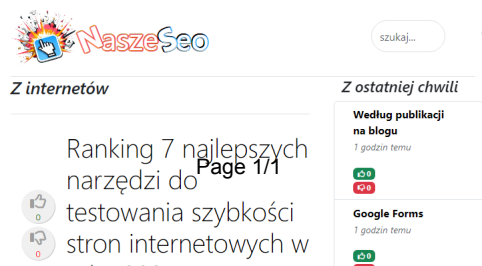 NaszeSeo
szukaj...
Z internetów
Ranking 7 najlepszych
narzędzi do
testowania szybkości
stron internetowych w
Page 1/1
0
0
Z ostatniej chwili
Według publikacji
na blogu
1 godzin temu
0
0
Google Forms
1 godzin temu
0